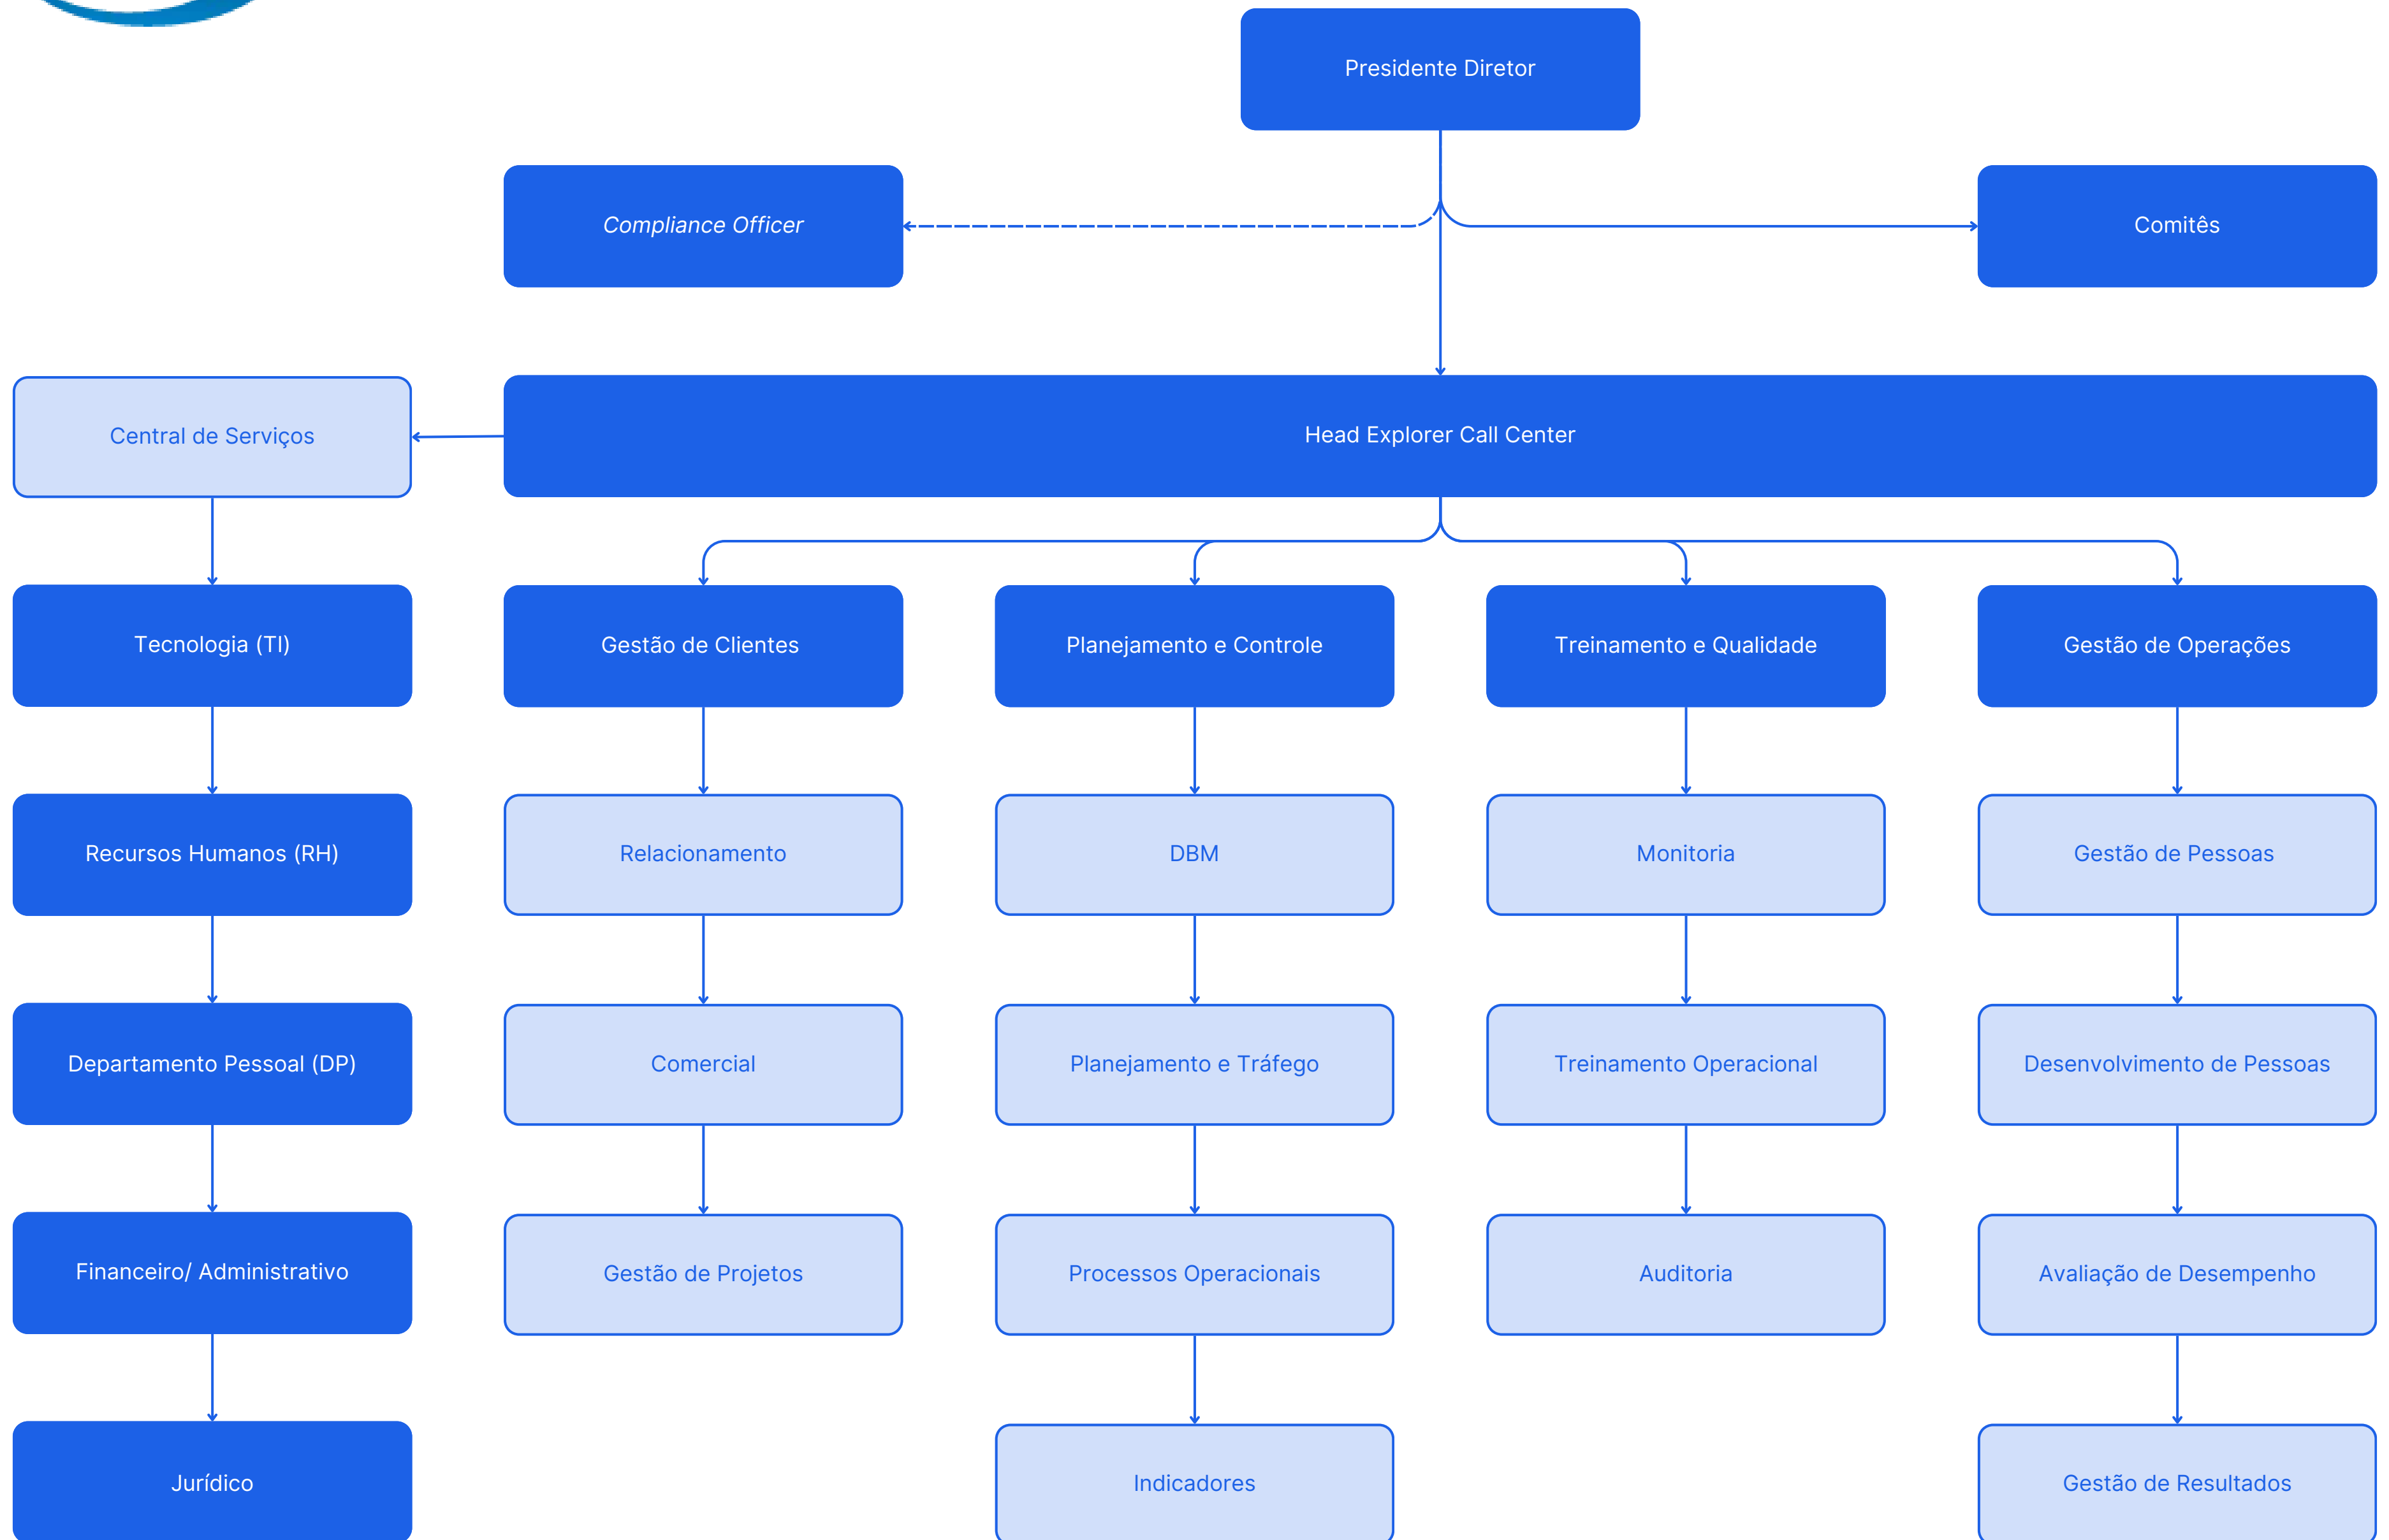 Presidente Diretor
Compliance Officer
Comitês
Central de Serviços
Head Explorer Call Center
Tecnologia (TI)
Gestão de Clientes
Planejamento e Controle
Treinamento e Qualidade
Gestão de Operações
Recursos Humanos (RH)
Relacionamento
DBM
Monitoria
Gestão de Pessoas
Departamento Pessoal (DP)
Comercial
Planejamento e Tráfego
Treinamento Operacional
Desenvolvimento de Pessoas
Financeiro/ Administrativo
Gestão de Projetos
Processos Operacionais
Auditoria
Avaliação de Desempenho
Jurídico
Indicadores
Gestão de Resultados